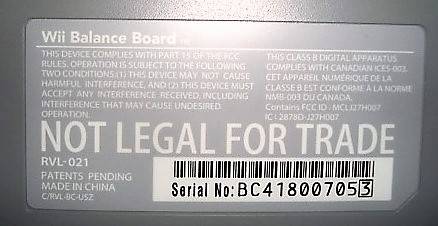 Wii Balance Board™
THIS DEVICE COMPLIES WITH PART 15 OF THE FCC
RULES. OPERATION IS SUBJECT TO THE FOLLOWING
TWO CONDITIONS:(1) THIS DEVICE MAY NOT CAUSE
HARMFUL INTERFERENCE, AND (2) THIS DEVICE MUST
ACCEPT ANY INTERFERENCE RECEIVED, INCLUDING
INTERFERENCE THAT MAY CAUSE UNDESIRED
OPERATION.
THIS CLASS B DIGITAL APPARATUS
COMPLIES WITH CANADIAN ICES-003.
CET APPAREIL NUMÉRIQUE DE LA
CLASSE B EST CONFORME À LA NORME
NMB-003 DU CANADA.
Contains FCC ID : MCLJ27H007
IC : 2878D-J27H007
NOT LEGAL FOR TRADE
RVL-021
PATENTS PENDING
MADE IN CHINA
C/RVL-BC-USZ
Serial No:BC418007053